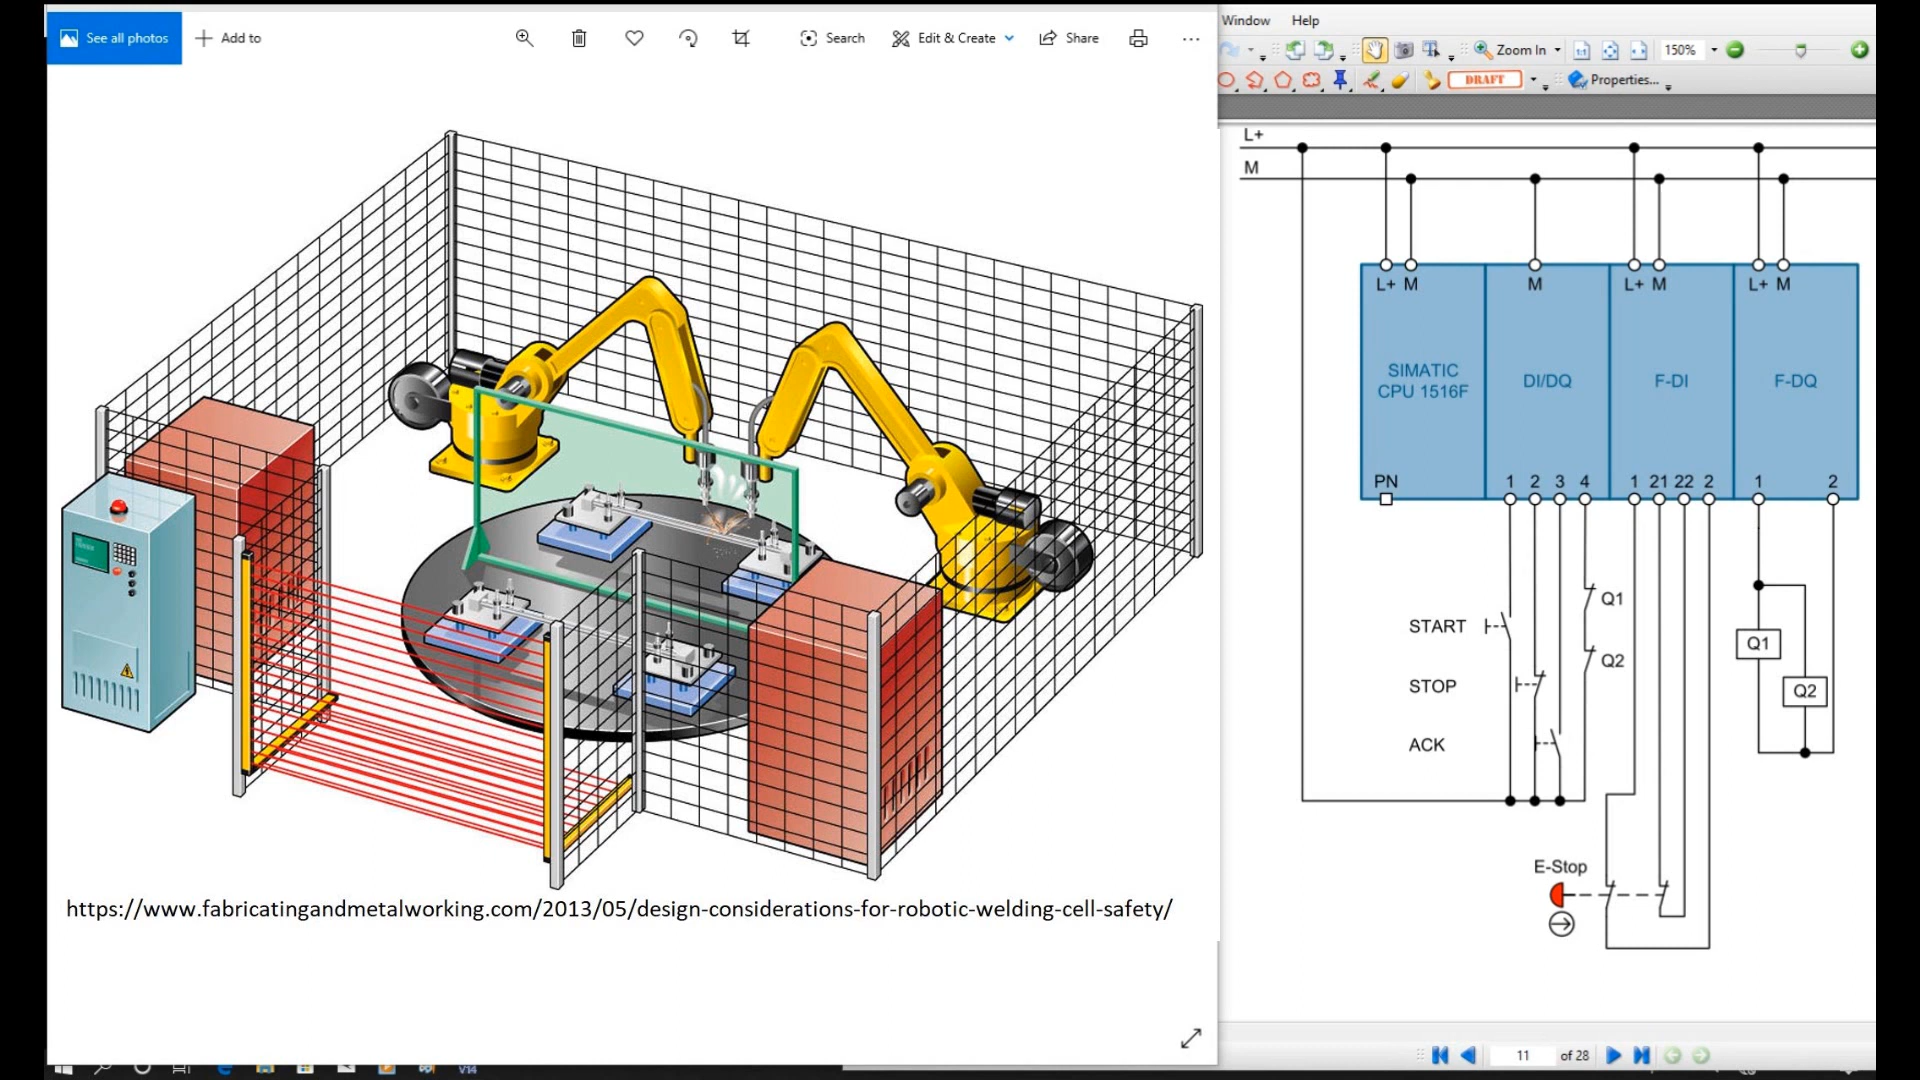 See all photos
Add to
Search
Edit & Create
Share
https://www.fabricatingandmetalworking.com/2013/05/design-considerations-for-robotic-welding-cell-safety/
Window Help
Zoom In
150%
DRAFT
Properties...
L+
M
L+ M M L+ M L+ M
SIMATIC
CPU 1516F
DI/DQ
F-DI
F-DQ
PN 1 2 3 4 1 21 22 2 1 2
Q1
START
Q1
Q2
STOP
Q2
ACK
E-Stop
11 of 28
V14